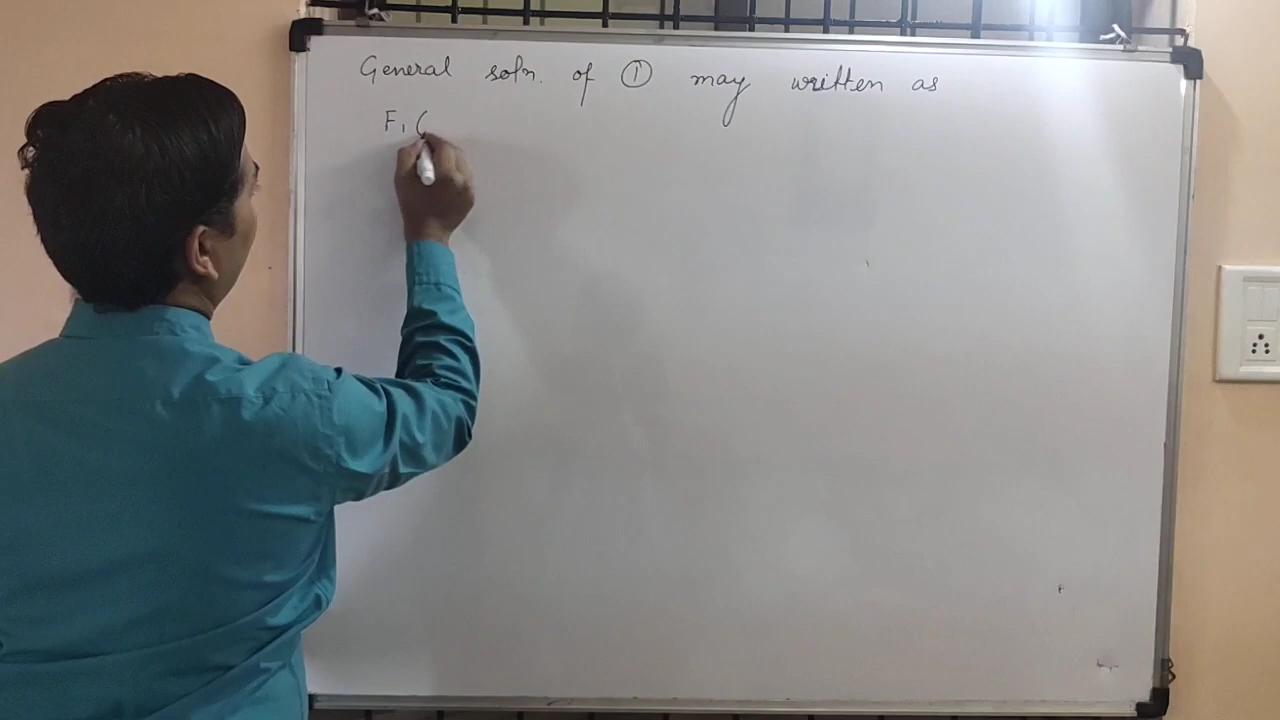 General soln. of ① may written as
F₁ (